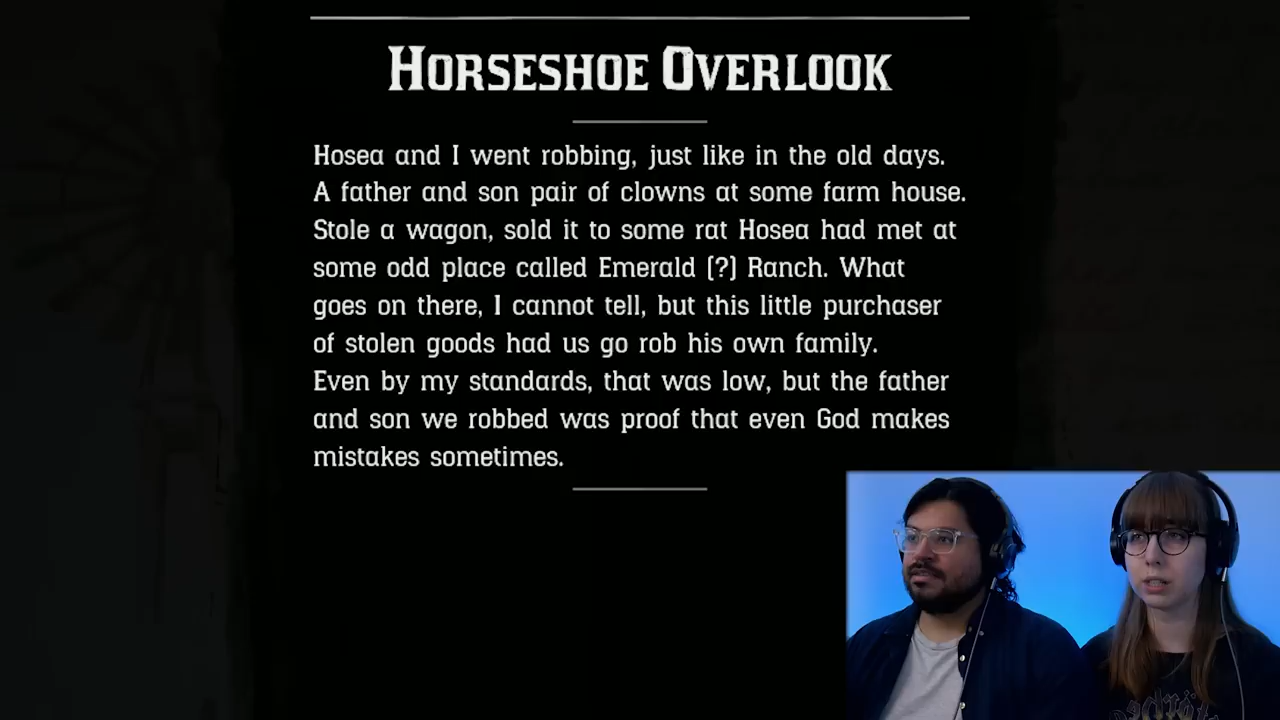 HORSESHOE OVERLOOK
Hosea and I went robbing, just like in the old days.
A father and son pair of clowns at some farm house.
Stole a wagon, sold it to some rat Hosea had met at
some odd place called Emerald (?) Ranch. What
goes on there, I cannot tell, but this little purchaser
of stolen goods had us go rob his own family.
Even by my standards, that was low, but the father
and son we robbed was proof that even God makes
mistakes sometimes.